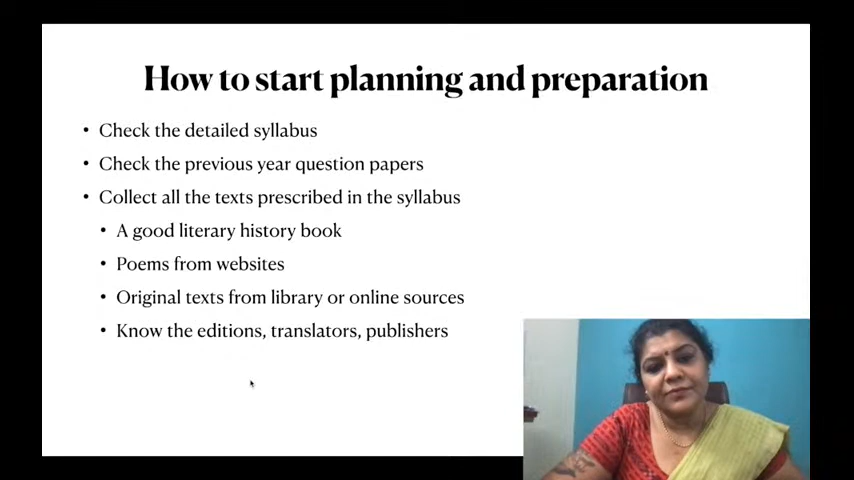 How to start planning and preparation
• Check the detailed syllabus
• Check the previous year question papers
• Collect all the texts prescribed in the syllabus
• A good literary history book
• Poems from websites
• Original texts from library or online sources
• Know the editions, translators, publishers